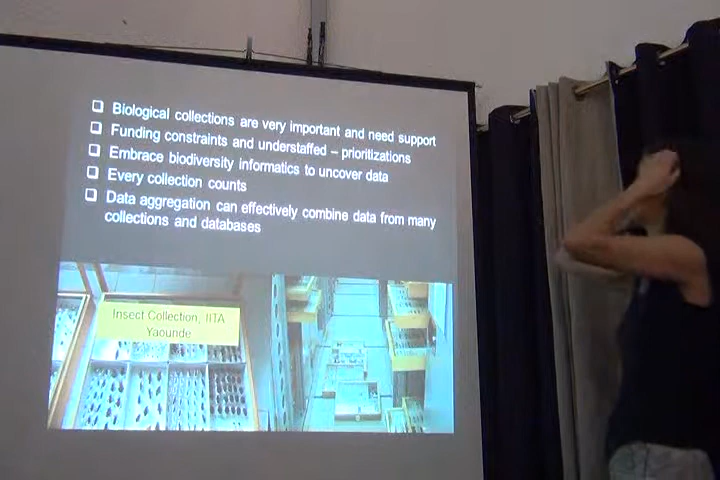 ❑ Biological collections are very important and need support
❑ Funding constraints and understaffed – prioritizations
❑ Embrace biodiversity informatics to uncover data
❑ Every collection counts
❑ Data aggregation can effectively combine data from many
collections and databases
Insect Collection, IITA
Yaounde